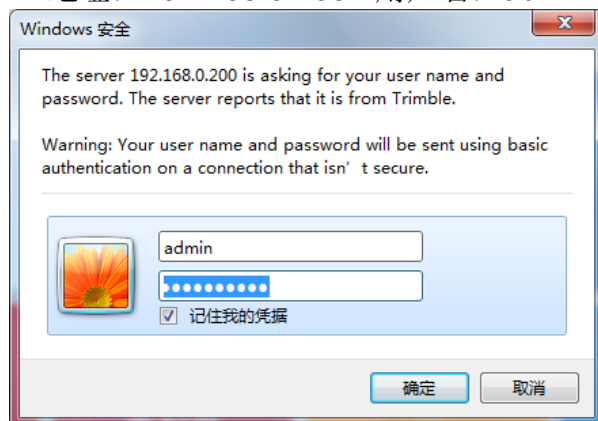 Windows 安全
The server 192.168.0.200 is asking for your user name and
password. The server reports that it is from Trimble.
Warning: Your user name and password will be sent using basic
authentication on a connection that isn' t secure.
admin
●●●●●●●●●●
记住我的凭据
确定
取消